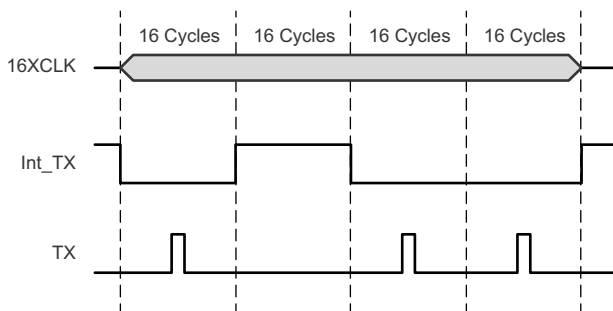 16 Cycles 16 Cycles 16 Cycles 16 Cycles
16XCLK
Int_TX
TX